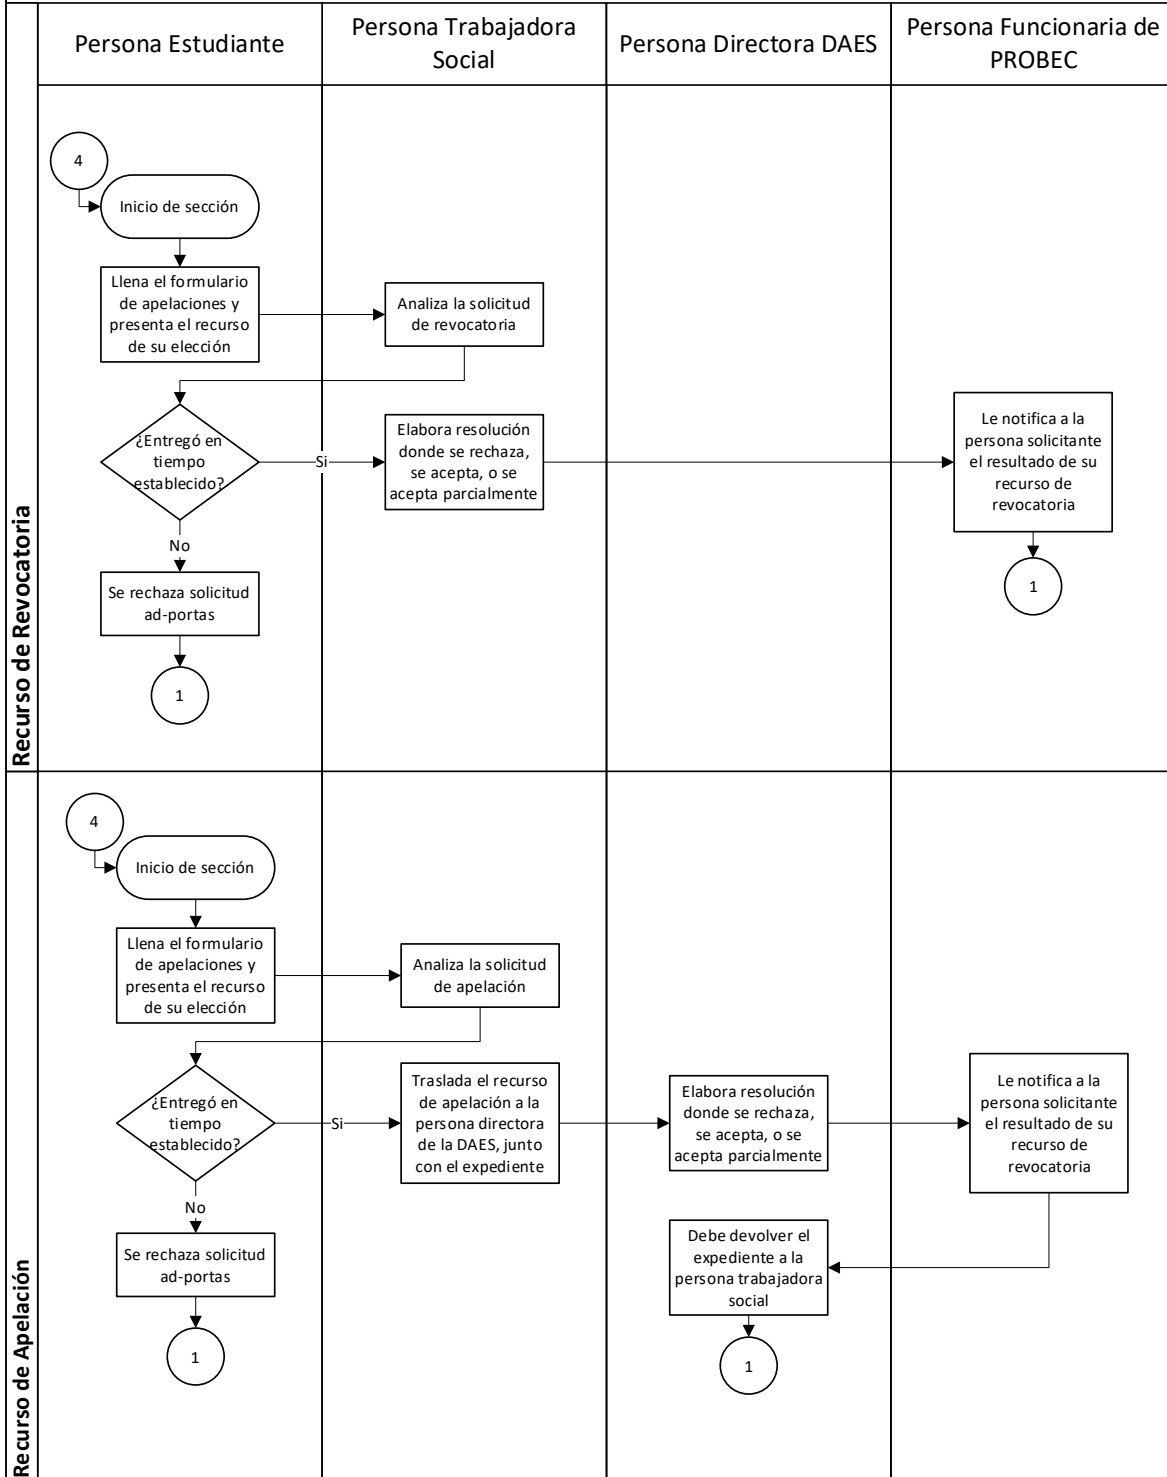 Persona Estudiante
Persona Trabajadora
Social
Persona Directora DAES
Persona Funcionaria de
PROBEC
Recurso de Revocatoria
4
Inicio de sección
Llena el formulario
de apelaciones y
presenta el recurso
de su elección
Analiza la solicitud
de revocatoria
¿Entregó en
tiempo
establecido?
Si
Elabora resolución
donde se rechaza,
se acepta, o se
acepta parcialmente
Le notifica a la
persona solicitante
el resultado de su
recurso de
revocatoria
1
No
Se rechaza solicitud
ad-portas
1
Recurso de Apelación
4
Inicio de sección
Llena el formulario
de apelaciones y
presenta el recurso
de su elección
Analiza la solicitud
de apelación
¿Entregó en
tiempo
establecido?
Si
Traslada el recurso
de apelación a la
persona directora
de la DAES, junto
con el expediente
Elabora resolución
donde se rechaza,
se acepta, o se
acepta parcialmente
Le notifica a la
persona solicitante
el resultado de su
recurso de
revocatoria
No
Se rechaza solicitud
ad-portas
1
Debe devolver el
expediente a la
persona trabajadora
social
1